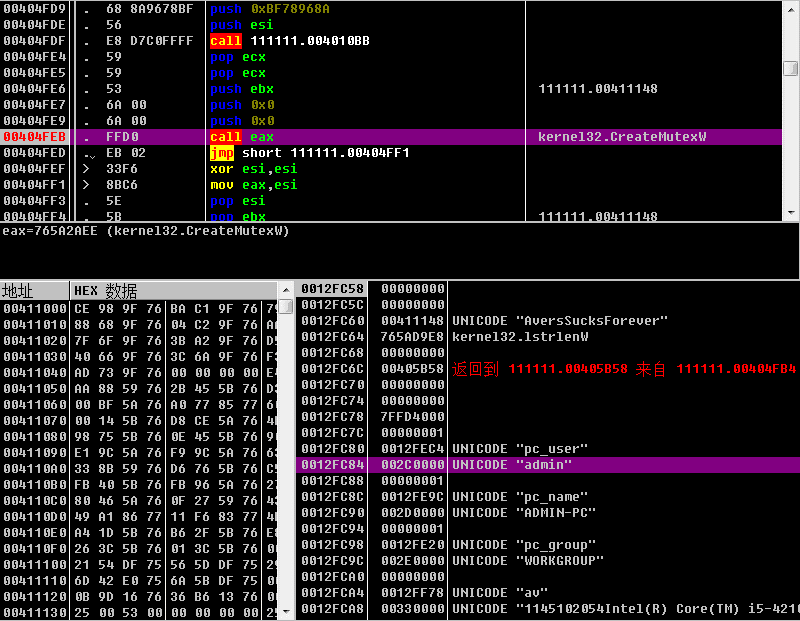 00404FD9 . 68 8A9678BF push 0xBF78968A
00404FDE . 56 push esi
00404FDF . E8 D7C0FFFF call 111111.004010BB
00404FE4 . 59 pop ecx
00404FE5 . 59 pop ecx
00404FE6 . 53 push ebx 111111.00411148
00404FE7 . 6A 00 push 0x0
00404FE9 . 6A 00 push 0x0
00404FEB . FFD0 call eax kernel32.CreateMutexW
00404FED . EB 02 jmp short 111111.00404FF1
00404FEF > 33F6 xor esi,esi
00404FF1 > 8BC6 mov eax,esi
00404FF3 . 5E pop esi
00404FF4 . 5B pop ebx 111111.00411148
eax=765A2AEE (kernel32.CreateMutexW)
地址 HEX 数据
00411000 CE 98 9F 76 BA C1 9F 76
00411010 88 68 9F 76 04 C2 9F 76
00411020 7F 6F 9F 76 3B A2 9F 76
00411030 40 66 9F 76 3C 6A 9F 76
00411040 AD 73 9F 76 00 00 00 00
00411050 AA 88 59 76 2B 45 5B 76
00411060 00 BF 5A 76 A0 77 85 77
00411070 00 14 5B 76 D8 CE 5A 76
00411080 98 75 5B 76 0E 45 5B 76
00411090 E1 9C 5A 76 F9 9C 5A 76
004110A0 33 8B 59 76 D6 76 5B 76
004110B0 FB 40 5B 76 FB 96 5A 76
004110C0 80 46 5A 76 0F 27 59 76
004110D0 49 A1 86 77 11 F6 83 77
004110E0 A4 1D 5B 76 B6 2F 5B 76
004110F0 26 3C 5B 76 01 3C 5B 76
00411100 21 54 DF 75 56 5D DF 75
00411110 6D 42 E0 75 6A 5B DF 75
00411120 0B 9D 16 76 36 B6 13 76
00411130 25 00 53 00 00 00 00 00
0012FC58 00000000
0012FC5C 00000000
0012FC60 00411148 UNICODE "AversSucksForever"
0012FC64 765AD9E8 kernel32.lstrlenW
0012FC68 00000000
0012FC6C 00405B58 返回到 111111.00405B58 来自 111111.00404FB4
0012FC70 00000000
0012FC74 00000000
0012FC78 7FFD4000
0012FC7C 00000001
0012FC80 0012FEC4 UNICODE "pc_user"
0012FC84 002C0000 UNICODE "admin"
0012FC88 00000001
0012FC8C 0012FE9C UNICODE "pc_name"
0012FC90 002D0000 UNICODE "ADMIN-PC"
0012FC94 00000001
0012FC98 0012FE20 UNICODE "pc_group"
0012FC9C 002E0000 UNICODE "WORKGROUP"
0012FCA0 00000000
0012FCA4 0012FF78 UNICODE "av"
0012FCA8 00330000 UNICODE "1145102054Intel(R) Core(TM) i5-4210